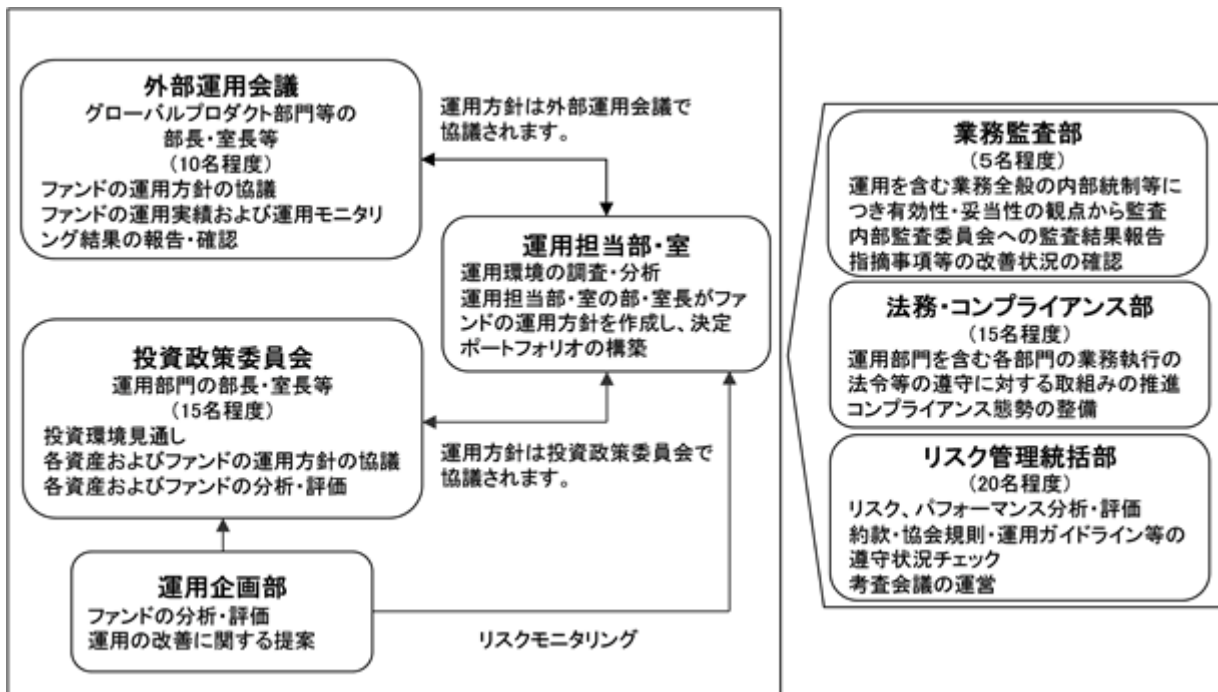 外部運用会議
グローバルプロダクト部門等の
部長・室長等
(10名程度)
ファンドの運用方針の協議
ファンドの運用実績および運用モニタリ
ング結果の報告・確認
運用方針は外部運用会議で
協議されます。
運用担当部・室
運用環境の調査・分析
運用担当部・室の部・室長がファ
ンドの運用方針を作成し、決定
ポートフォリオの構築
投資政策委員会
運用部門の部長・室長等
(15名程度)
投資環境見通し
各資産およびファンドの運用方針の協議
各資産およびファンドの分析・評価
運用方針は投資政策委員会で
協議されます。
運用企画部
ファンドの分析・評価
運用の改善に関する提案
リスクモニタリング
業務監査部
(5名程度)
運用を含む業務全般の内部統制等に
つき有効性・妥当性の観点から監査
内部監査委員会への監査結果報告
指摘事項等の改善状況の確認
法務・コンプライアンス部
(15名程度)
運用部門を含む各部門の業務執行の
法令等の遵守に対する取組みの推進
コンプライアンス態勢の整備
リスク管理統括部
(20名程度)
リスク、パフォーマンス分析・評価
約款・協会規則・運用ガイドライン等の
遵守状況チェック
考査会議の運営